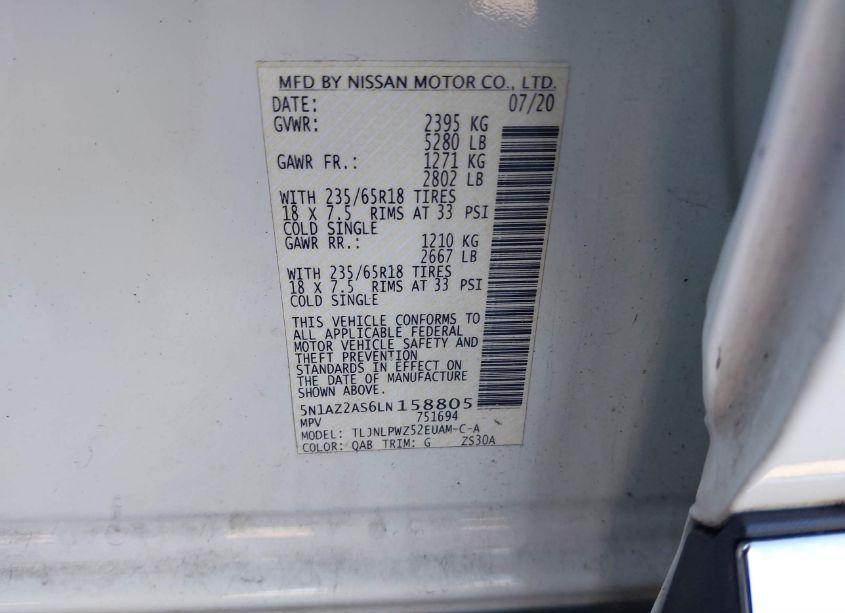 MFD BY NISSAN MOTOR CO., LTD.
DATE: 07/20
GVWR: 2395 KG
5280 LB
GAWR FR.: 1271 KG
2802 LB
WITH 235/65R18 TIRES
18 X 7.5 RIMS AT 33 PSI
COLD SINGLE
GAWR RR.: 1210 KG
2667 LB
WITH 235/65R18 TIRES
18 X 7.5 RIMS AT 33 PSI
COLD SINGLE
THIS VEHICLE CONFORMS TO
ALL APPLICABLE FEDERAL
MOTOR VEHICLE SAFETY AND
THEFT PREVENTION
STANDARDS IN EFFECT ON
THE DATE OF MANUFACTURE
SHOWN ABOVE.
5N1AZ2AS6LN158805
MPV 751694
MODEL: TLJNLPWZ52EUAM-C-A
COLOR: QAB TRIM: G ZS30A